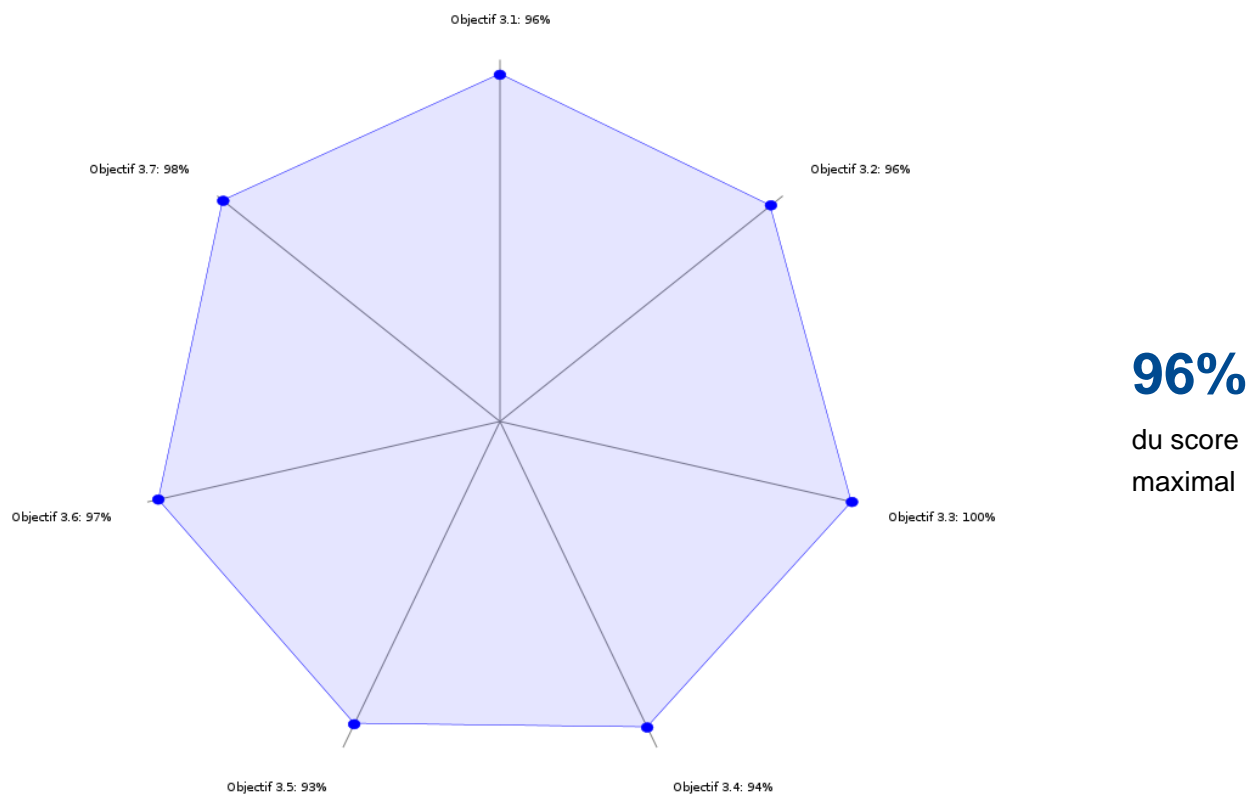 Objectif 3.1: 96%
Objectif 3.7: 98%
Objectif 3.2: 96%
96%
du score
maximal
Objectif 3.6: 97%
Objectif 3.3: 100%
Objectif 3.5: 93%
Objectif 3.4: 94%